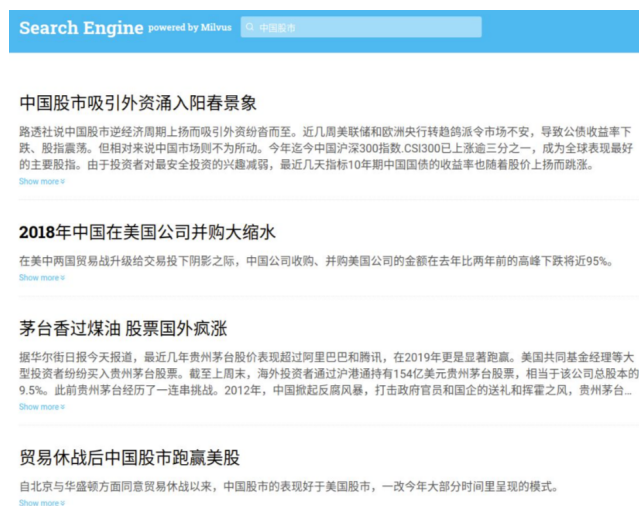 Search Engine powered by Milvus 中国股市
中国股市吸引外资涌入阳春景象
路透社说中国股市逆经济周期上扬而吸引外资纷沓而至。近几周美联储和欧洲央行转趋鸽派令市场不安，导致公债收益率下
跌、股指震荡。但相对来说中国市场则不为所动。今年迄今中国沪深300指数.CSI300已上涨逾三分之一，成为全球表现最好
的主要股指。由于投资者对最安全投资的兴趣减弱，最近几天指标10年期中国国债的收益率也随着股价上扬而跳涨。
Show more
2018年中国在美国公司并购大缩水
在美中两国贸易战升级给交易投下阴影之际，中国公司收购、并购美国公司的金额在去年比两年前的高峰下跌将近95%。
Show more
茅台香过煤油 股票国外疯涨
据华尔街日报今天报道，最近几年贵州茅台股价表现超过阿里巴巴和腾讯，在2019年更是显著跑赢。美国共同基金经理等大
型投资者纷纷买入贵州茅台股票。截至上周末，海外投资者通过沪港通持有154亿美元贵州茅台股票，相当于该公司总股本的
9.5%。此前贵州茅台经历了一连串挑战。2012年，中国掀起反腐风暴，打击政府官员和国企的送礼和挥霍之风，贵州茅台...
Show more
贸易休战后中国股市跑赢美股
自北京与华盛顿方面同意贸易休战以来，中国股市的表现好于美国股市，一改今年大部分时间里呈现的模式。
Show more